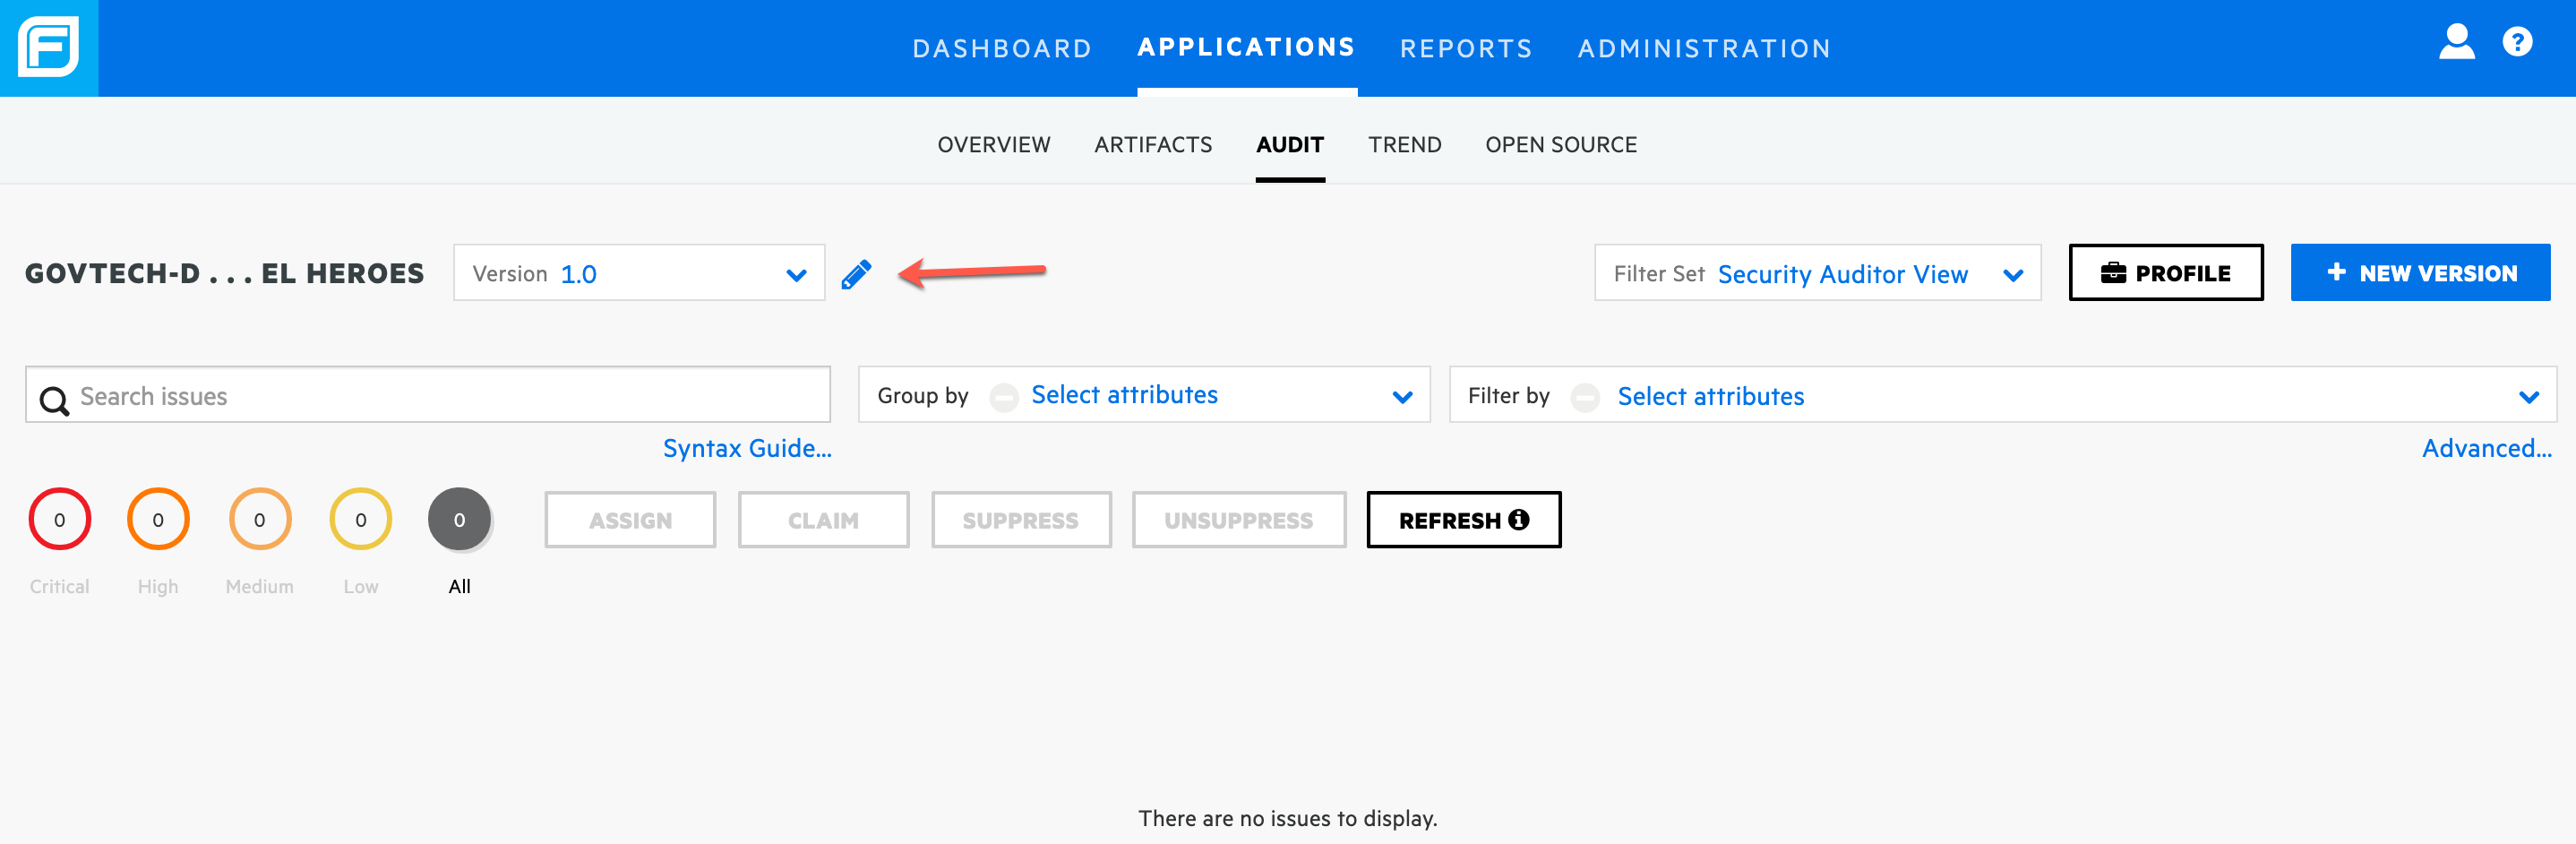 DASHBOARD APPLICATIONS REPORTS ADMINISTRATION ?
OVERVIEW ARTIFACTS AUDIT TREND OPEN SOURCE
GOVTECH-D . . . EL HEROES Version 1.0 Filter Set Security Auditor View PROFILE + NEW VERSION
Search issues Group by Select attributes Filter by Select attributes
Syntax Guide... Advanced...
0 0 0 0 0 ASSIGN CLAIM SUPPRESS UNSUPPRESS REFRESH
Critical High Medium Low All
There are no issues to display.